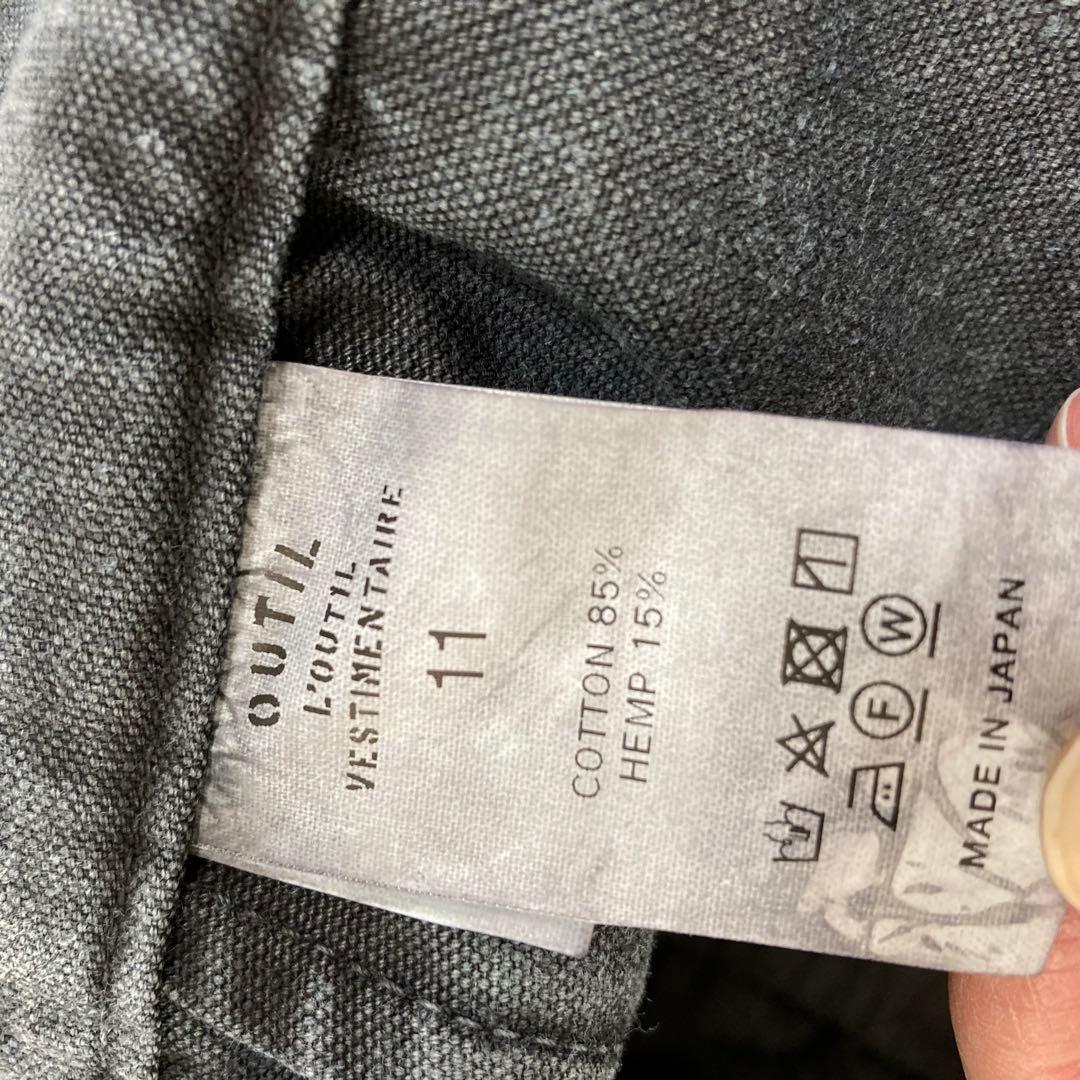 OUTIL
L'OUTIL
VESTIMENTAIRE
11
COTTON 85%
HEMP 15%
F W
MADE IN JAPAN